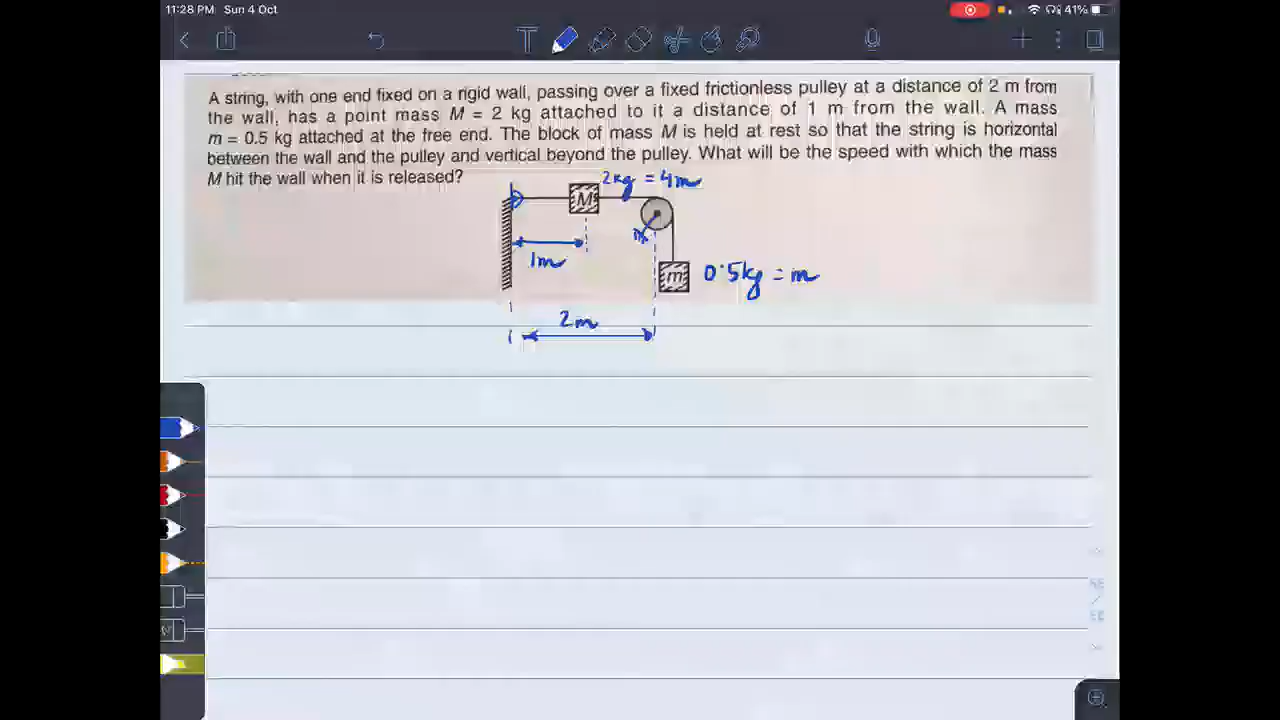 11:28 PM Sun 4 Oct
41%
A string, with one end fixed on a rigid wall, passing over a fixed frictionless pulley at a distance of 2 m from
the wall, has a point mass M = 2 kg attached to it a distance of 1 m from the wall. A mass
m = 0.5 kg attached at the free end. The block of mass M is held at rest so that the string is horizontal
between the wall and the pulley and vertical beyond the pulley. What will be the speed with which the mass
M hit the wall when it is released?
2kg = 4m
M
1m
m 0.5kg = m
2m